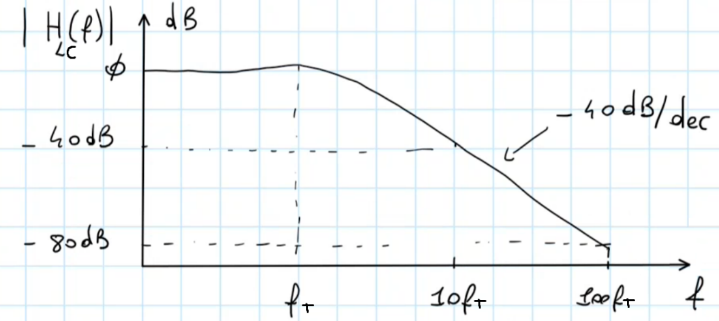 |H(f)| dB
LC
φ
- 40dB
- 40dB/dec
- 80dB
fT 10fT 100fT f